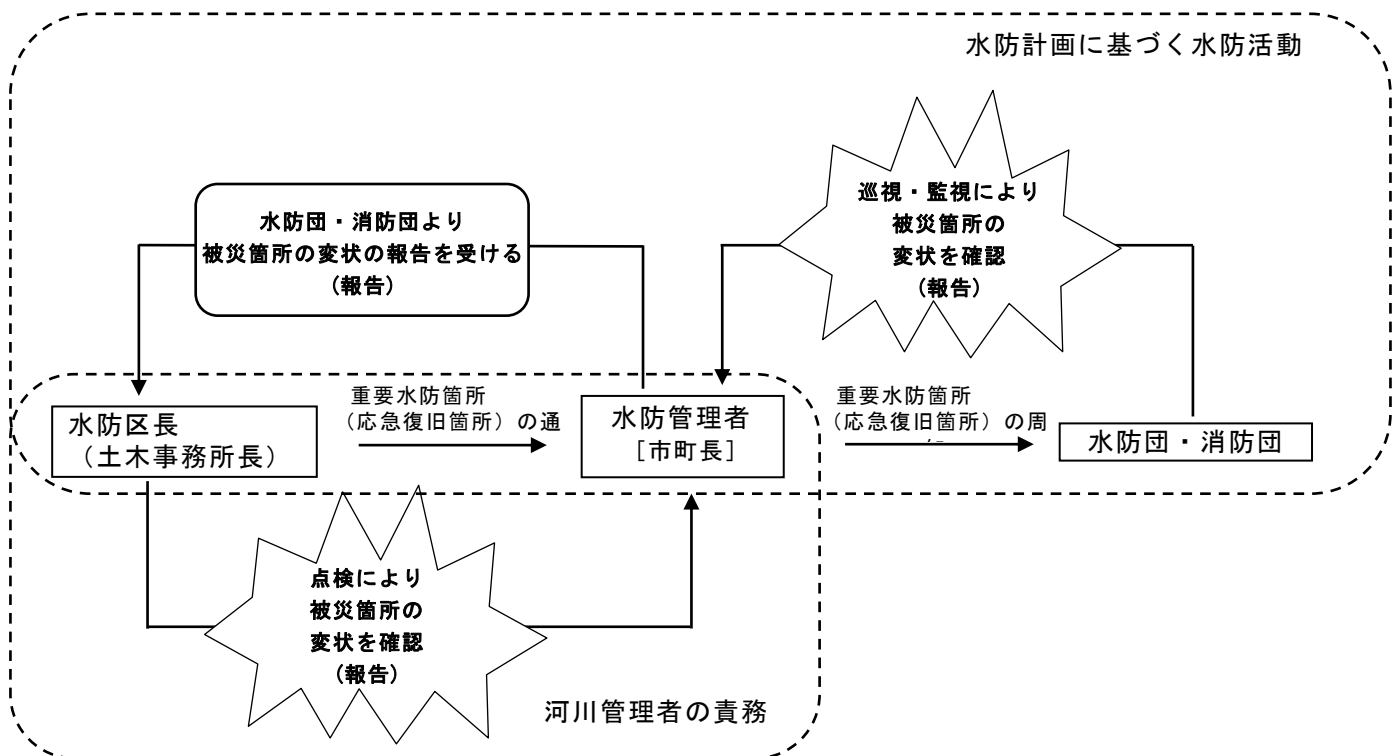 水防計画に基づく水防活動
巡視・監視により
被災箇所の
変状を確認
(報告)
水防団・消防団より
被災箇所の変状の報告を受ける
(報告)
水防区長
(土木事務所長)
重要水防箇所
(応急復旧箇所)の通
水防管理者
[市町長]
重要水防箇所
(応急復旧箇所)の周
水防団・消防団
点検により
被災箇所の
変状を確認
(報告)
河川管理者の責務